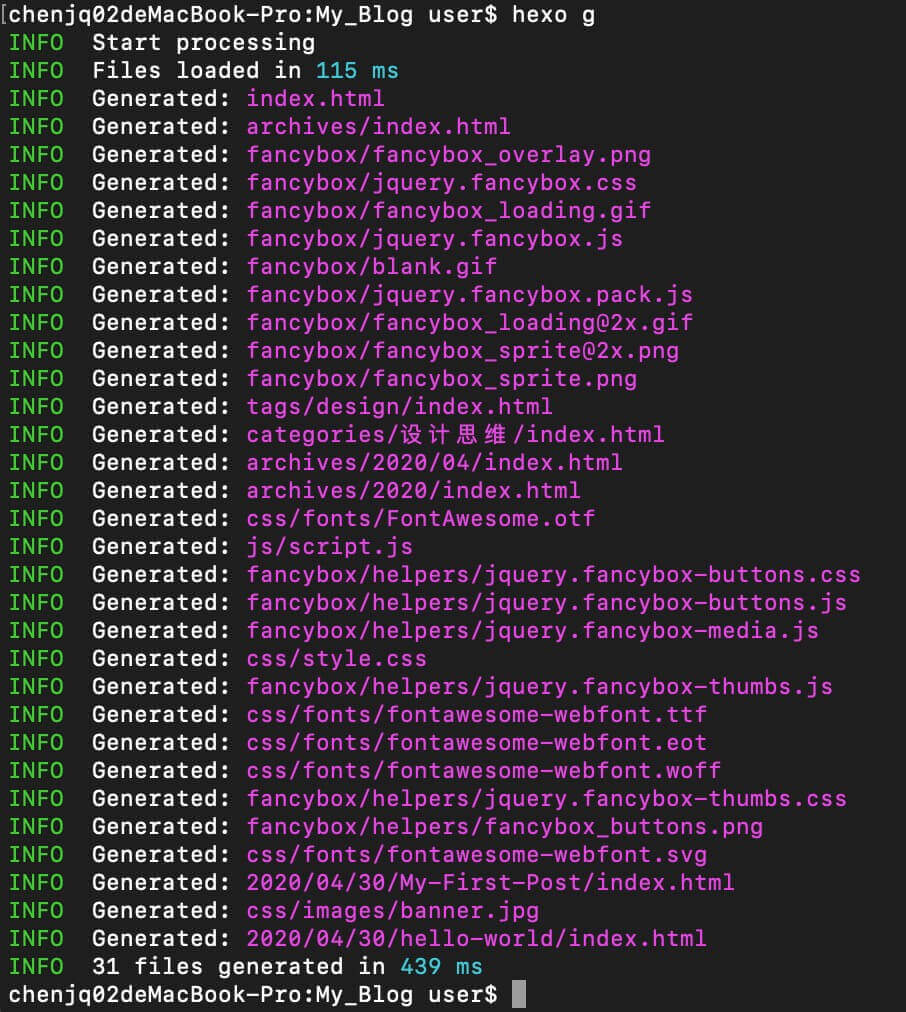 [chenjq02deMacBook-Pro:My_Blog user$ hexo g
INFO  Start processing
INFO  Files loaded in 115 ms
INFO  Generated: index.html
INFO  Generated: archives/index.html
INFO  Generated: fancybox/fancybox_overlay.png
INFO  Generated: fancybox/jquery.fancybox.css
INFO  Generated: fancybox/fancybox_loading.gif
INFO  Generated: fancybox/jquery.fancybox.js
INFO  Generated: fancybox/blank.gif
INFO  Generated: fancybox/jquery.fancybox.pack.js
INFO  Generated: fancybox/fancybox_loading@2x.gif
INFO  Generated: fancybox/fancybox_sprite@2x.png
INFO  Generated: fancybox/fancybox_sprite.png
INFO  Generated: tags/design/index.html
INFO  Generated: categories/设计思维/index.html
INFO  Generated: archives/2020/04/index.html
INFO  Generated: archives/2020/index.html
INFO  Generated: css/fonts/FontAwesome.otf
INFO  Generated: js/script.js
INFO  Generated: fancybox/helpers/jquery.fancybox-buttons.css
INFO  Generated: fancybox/helpers/jquery.fancybox-buttons.js
INFO  Generated: fancybox/helpers/jquery.fancybox-media.js
INFO  Generated: css/style.css
INFO  Generated: fancybox/helpers/jquery.fancybox-thumbs.js
INFO  Generated: css/fonts/fontawesome-webfont.ttf
INFO  Generated: css/fonts/fontawesome-webfont.eot
INFO  Generated: css/fonts/fontawesome-webfont.woff
INFO  Generated: fancybox/helpers/jquery.fancybox-thumbs.css
INFO  Generated: fancybox/helpers/fancybox_buttons.png
INFO  Generated: css/fonts/fontawesome-webfont.svg
INFO  Generated: 2020/04/30/My-First-Post/index.html
INFO  Generated: css/images/banner.jpg
INFO  Generated: 2020/04/30/hello-world/index.html
INFO  31 files generated in 439 ms
chenjq02deMacBook-Pro:My_Blog user$